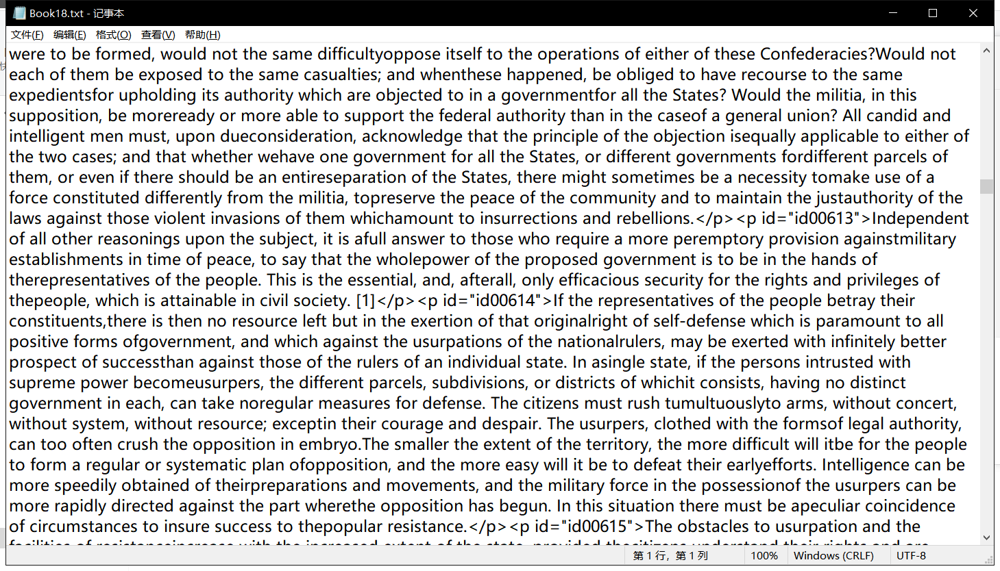 Book18.txt - 记事本
文件(F) 编辑(E) 格式(O) 查看(V) 帮助(H)
were to be formed, would not the same difficultyoppose itself to the operations of either of these Confederacies?Would not
each of them be exposed to the same casualties; and whenthese happened, be obliged to have recourse to the same
expedientsfor upholding its authority which are objected to in a governmentfor all the States? Would the militia, in this
supposition, be moreready or more able to support the federal authority than in the caseof a general union? All candid and
intelligent men must, upon dueconsideration, acknowledge that the principle of the objection isequally applicable to either of
the two cases; and that whether wehave one government for all the States, or different governments fordifferent parcels of
them, or even if there should be an entireseparation of the States, there might sometimes be a necessity tomake use of a
force constituted differently from the militia, topreserve the peace of the community and to maintain the justauthority of the
laws against those violent invasions of them whichamount to insurrections and rebellions.</p><p id="id00613">Independent
of all other reasonings upon the subject, it is afull answer to those who require a more peremptory provision againstmilitary
establishments in time of peace, to say that the wholepower of the proposed government is to be in the hands of
therepresentatives of the people. This is the essential, and, afterall, only efficacious security for the rights and privileges of
thepeople, which is attainable in civil society. [1]</p><p id="id00614">If the representatives of the people betray their
constituents,there is then no resource left but in the exertion of that originalright of self-defense which is paramount to all
positive forms ofgovernment, and which against the usurpations of the nationalrulers, may be exerted with infinitely better
prospect of successthan against those of the rulers of an individual state. In asingle state, if the persons intrusted with
supreme power becomeusurpers, the different parcels, subdivisions, or districts of whichit consists, having no distinct
government in each, can take noregular measures for defense. The citizens must rush tumultuouslyto arms, without concert,
without system, without resource; exceptin their courage and despair. The usurpers, clothed with the formsof legal authority,
can too often crush the opposition in embryo.The smaller the extent of the territory, the more difficult will itbe for the people
to form a regular or systematic plan ofopposition, and the more easy will it be to defeat their earlyefforts. Intelligence can be
more speedily obtained of theirpreparations and movements, and the military force in the possessionof the usurpers can be
more rapidly directed against the part wherethe opposition has begun. In this situation there must be apeculiar coincidence
of circumstances to insure success to thepopular resistance.</p><p id="id00615">The obstacles to usurpation and the
facilities of resistanceincrease with the increased extent of the state, provided thecitizens understand their rights and are
第 1 行，第 1 列 100% Windows (CRLF) UTF-8